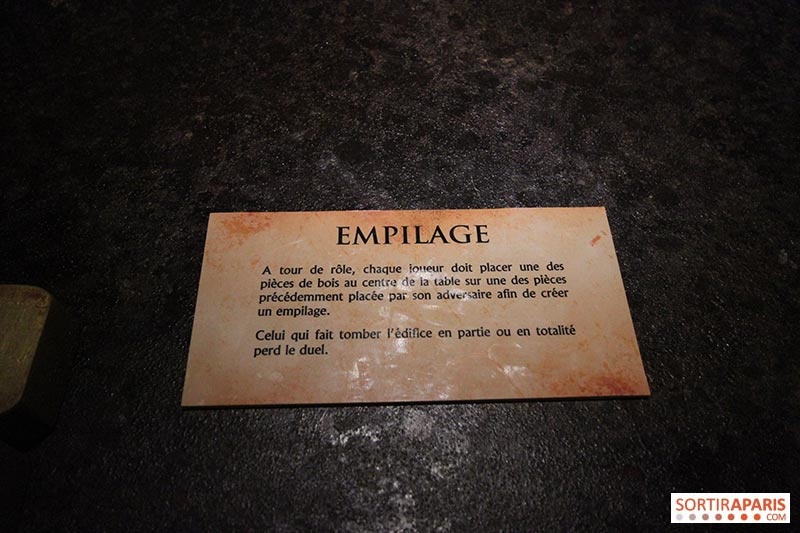 EMPILAGE
A tour de rôle, chaque joueur doit placer une des
pièces de bois au centre de la table sur une des pièces
précédemment placée par son adversaire afin de créer
un empilage.
Celui qui fait tomber l'édifice en partie ou en totalité
perd le duel.
SORTIRAPARIS
.COM